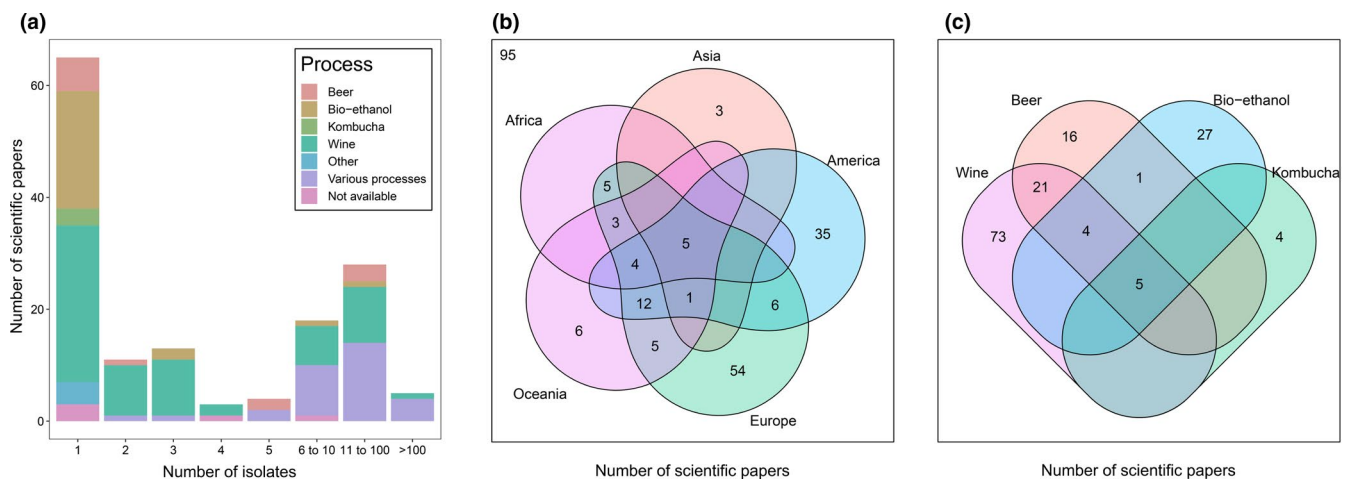 (a)
Process
Beer
Bio−ethanol
Kombucha
Wine
Other
Various processes
Not available
Number of scientific papers
60
40
20
0
1 2 3 4 5 6 to 10 11 to 100 >100
Number of isolates
(b)
95
Asia
3
Africa
America
5
3
5
35
4
12
1
6
6
5
54
Oceania
Europe
Number of scientific papers
(c)
Beer
Bio−ethanol
16
27
Wine
Kombucha
1
21
73
4
4
5
Number of scientific papers